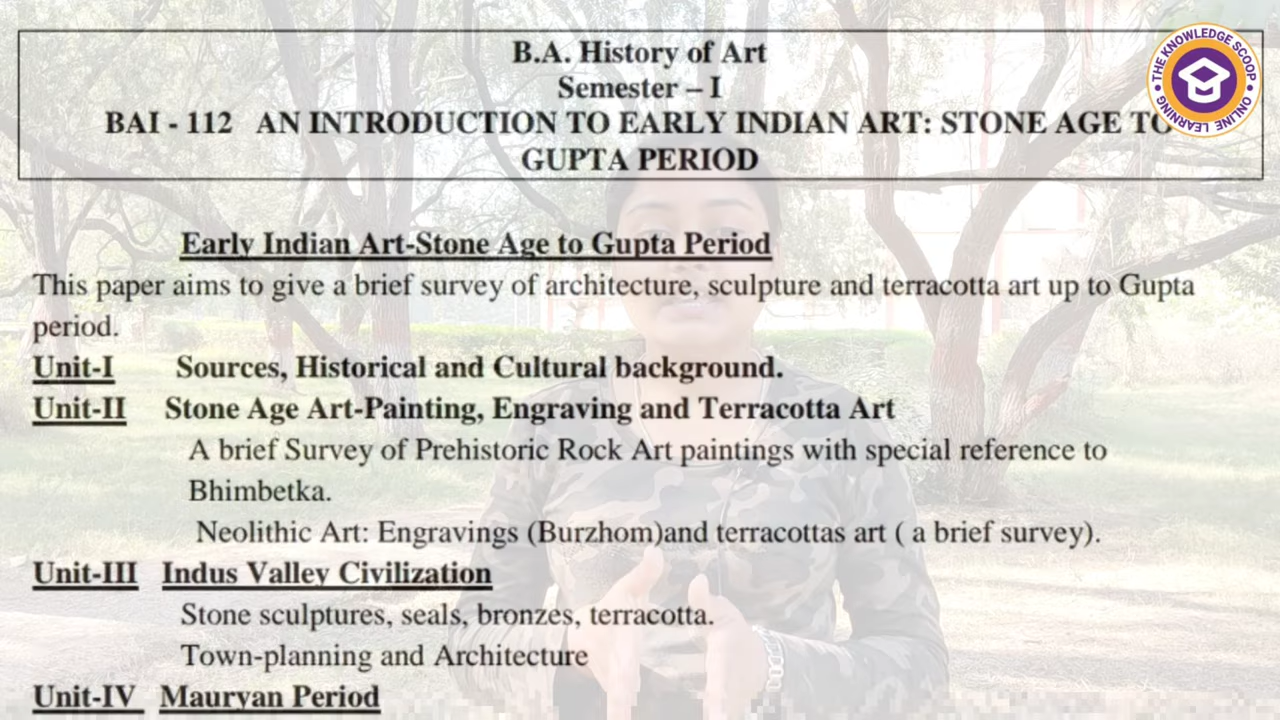 B.A. History of Art
Semester – I
BAI - 112 AN INTRODUCTION TO EARLY INDIAN ART: STONE AGE TO
GUPTA PERIOD
THE KNOWLEDGE SCOOP • ONLINE LEARNING •
Early Indian Art-Stone Age to Gupta Period
This paper aims to give a brief survey of architecture, sculpture and terracotta art up to Gupta
period.
Unit-I Sources, Historical and Cultural background.
Unit-II Stone Age Art-Painting, Engraving and Terracotta Art
A brief Survey of Prehistoric Rock Art paintings with special reference to
Bhimbetka.
Neolithic Art: Engravings (Burzhom)and terracottas art ( a brief survey).
Unit-III Indus Valley Civilization
Stone sculptures, seals, bronzes, terracotta.
Town-planning and Architecture
Unit-IV Mauryan Period